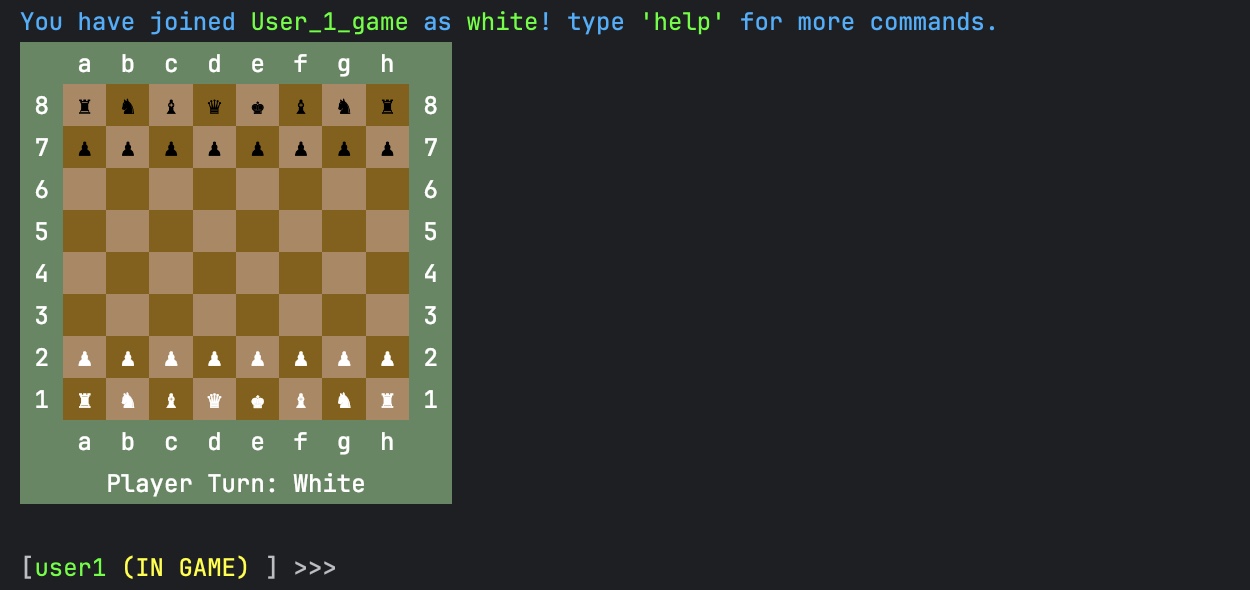 You have joined User_1_game as white! type 'help' for more commands.
a b c d e f g h
8 ♜ ♞ ♝ ♛ ♚ ♝ ♞ ♜ 8
7 ♟ ♟ ♟ ♟ ♟ ♟ ♟ ♟ 7
6 6
5 5
4 4
3 3
2 ♟ ♟ ♟ ♟ ♟ ♟ ♟ ♟ 2
1 ♜ ♞ ♝ ♛ ♚ ♝ ♞ ♜ 1
a b c d e f g h
Player Turn: White
[user1 (IN GAME) ] >>>